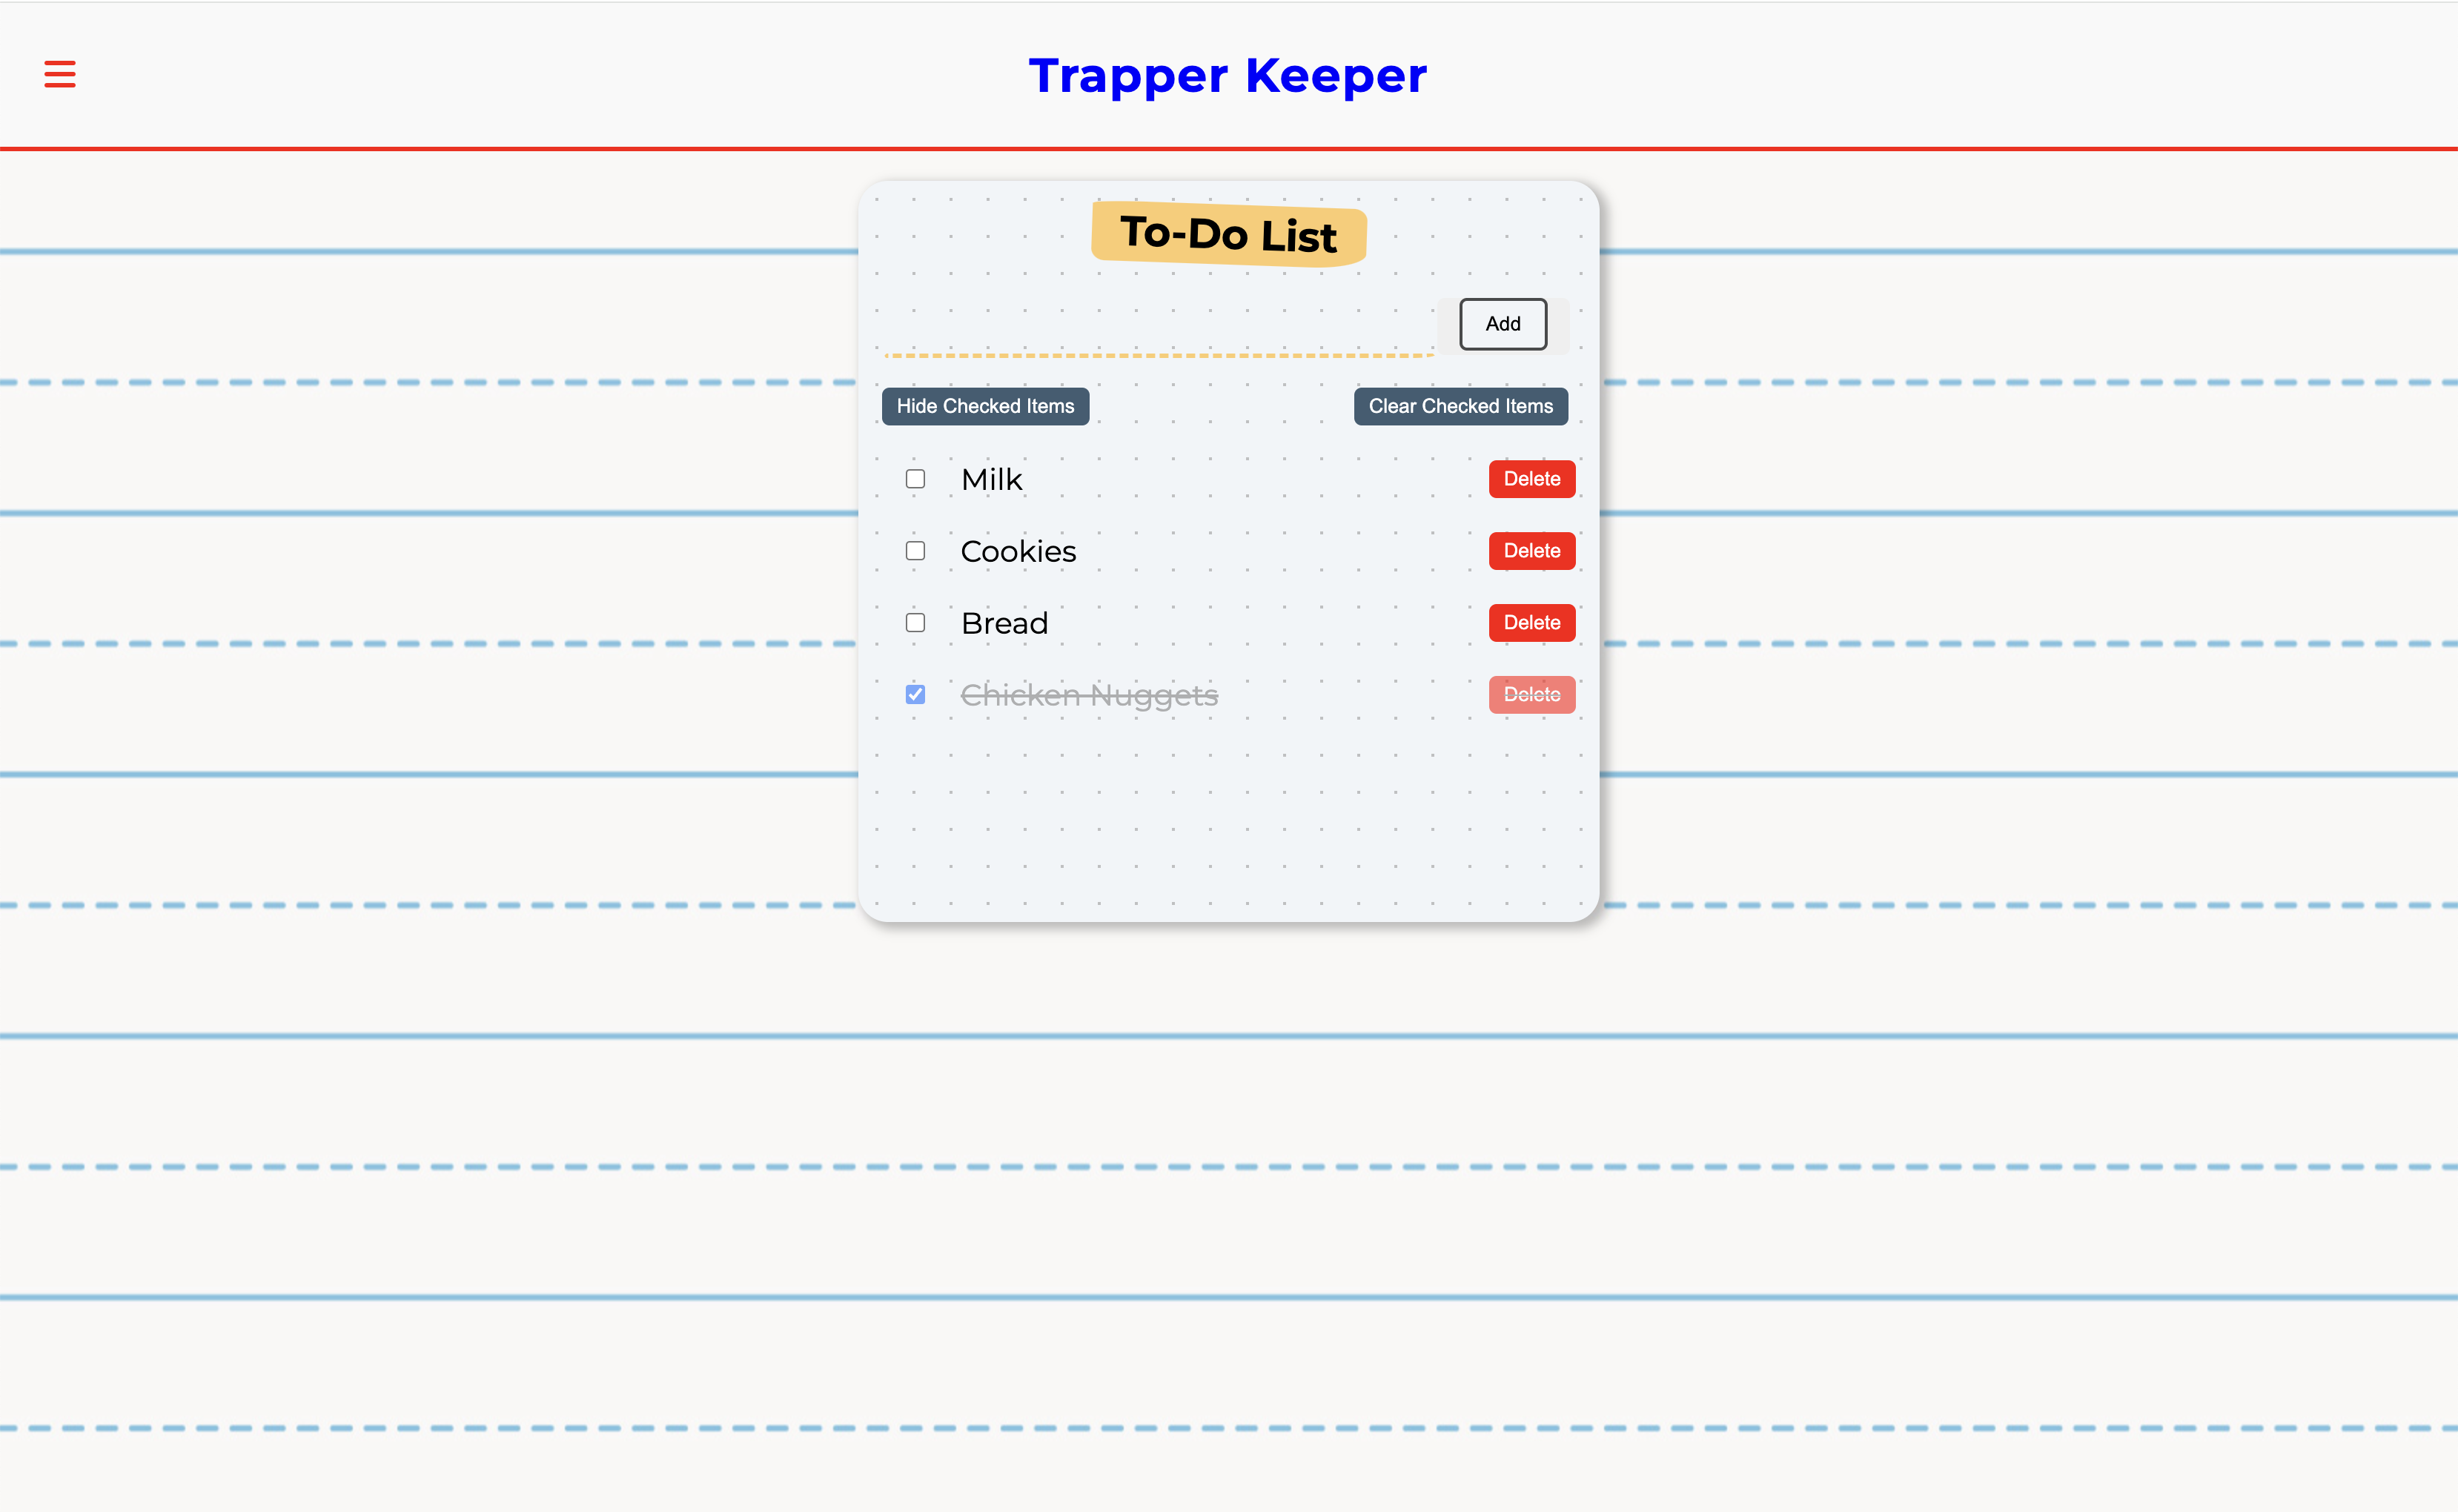 Trapper Keeper
To-Do List
Add
Hide Checked Items Clear Checked Items
Milk Delete
Cookies Delete
Bread Delete
Chicken Nuggets Delete